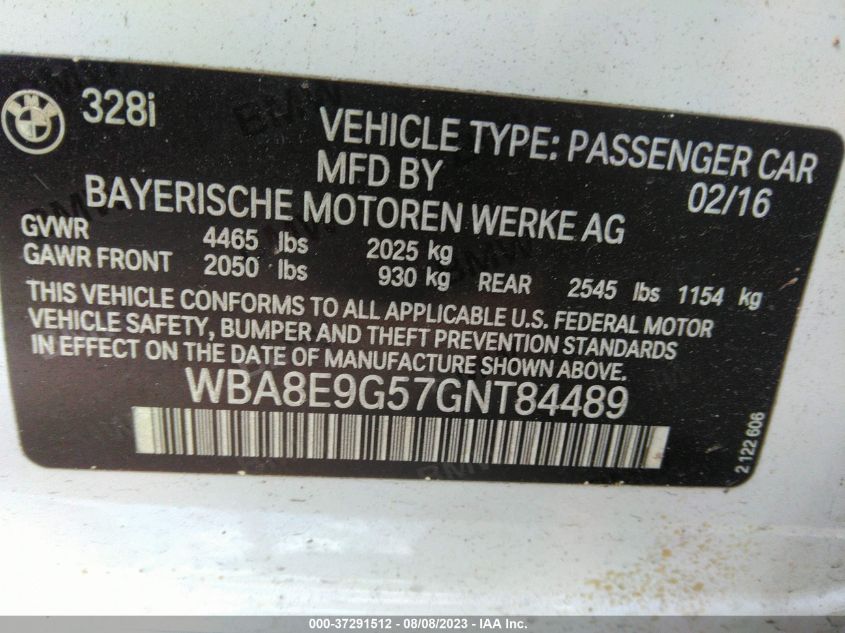 BMW 328i
VEHICLE TYPE: PASSENGER CAR
MFD BY 02/16
BAYERISCHE MOTOREN WERKE AG
GVWR 4465 lbs 2025 kg
GAWR FRONT 2050 lbs 930 kg REAR 2545 lbs 1154 kg
THIS VEHICLE CONFORMS TO ALL APPLICABLE U.S. FEDERAL MOTOR
VEHICLE SAFETY, BUMPER AND THEFT PREVENTION STANDARDS
IN EFFECT ON THE DATE OF MANUFACTURE SHOWN ABOVE.
WBA8E9G57GNT84489
2 122 606
000-37291512 - 08/08/2023 - IAA Inc.